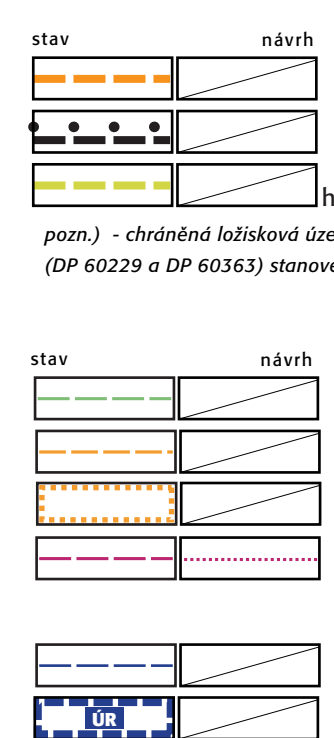 stav návrh
h
pozn.) - chráněná ložisková úze
(DP 60229 a DP 60363) stanove
stav návrh
ÚR